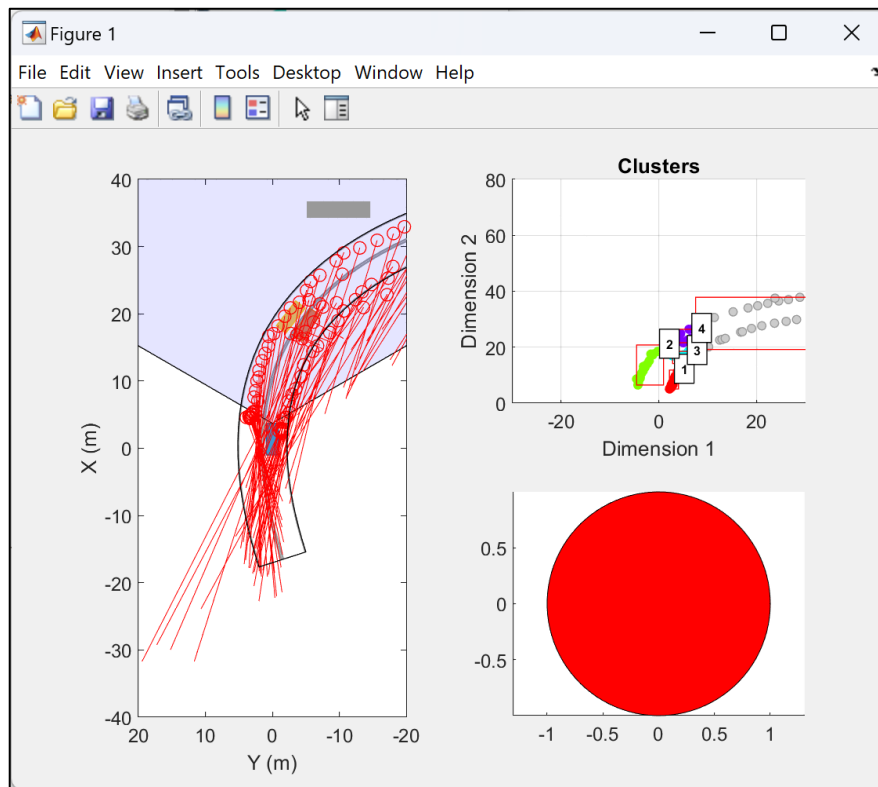 Figure 1
File Edit View Insert Tools Desktop Window Help
40
30
20
10
0
-10
-20
-30
-40
20 10 0 -10 -20
X (m)
Y (m)
Clusters
80
60
40
20
0
-20 0 20
Dimension 2
Dimension 1
2
4
3
1
0.5
0
-0.5
-1 -0.5 0 0.5 1